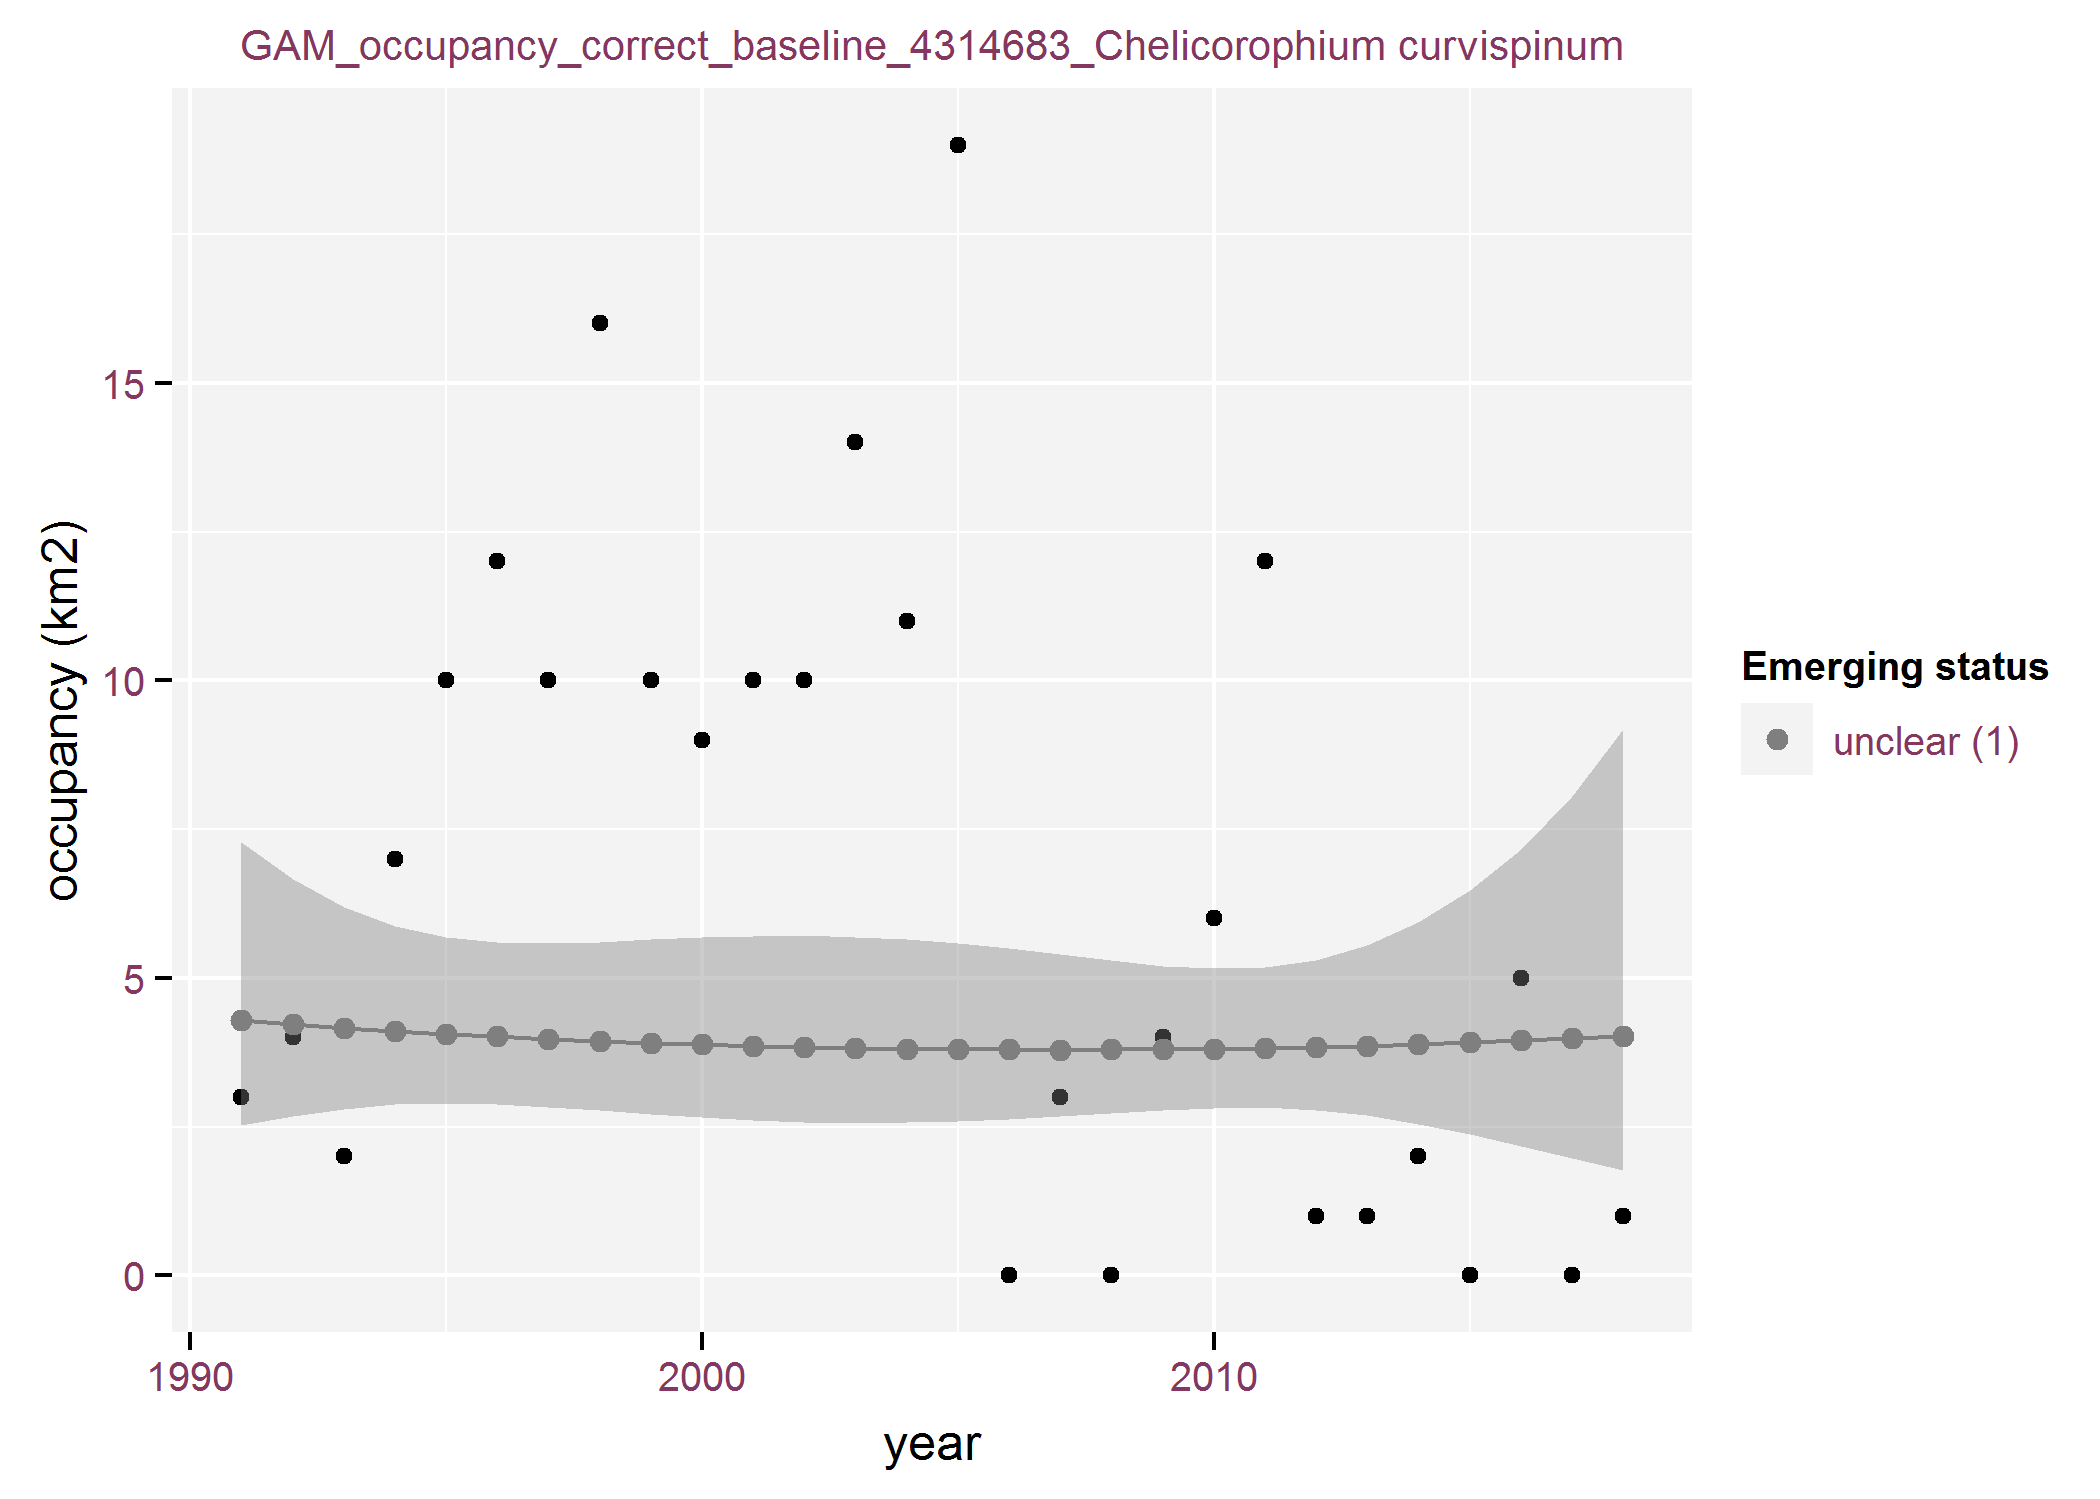 GAM_occupancy_correct_baseline_4314683_Chelicorophium curvispinum
occupancy (km2)
15
10
5
0
1990
2000
2010
year
Emerging status
unclear (1)